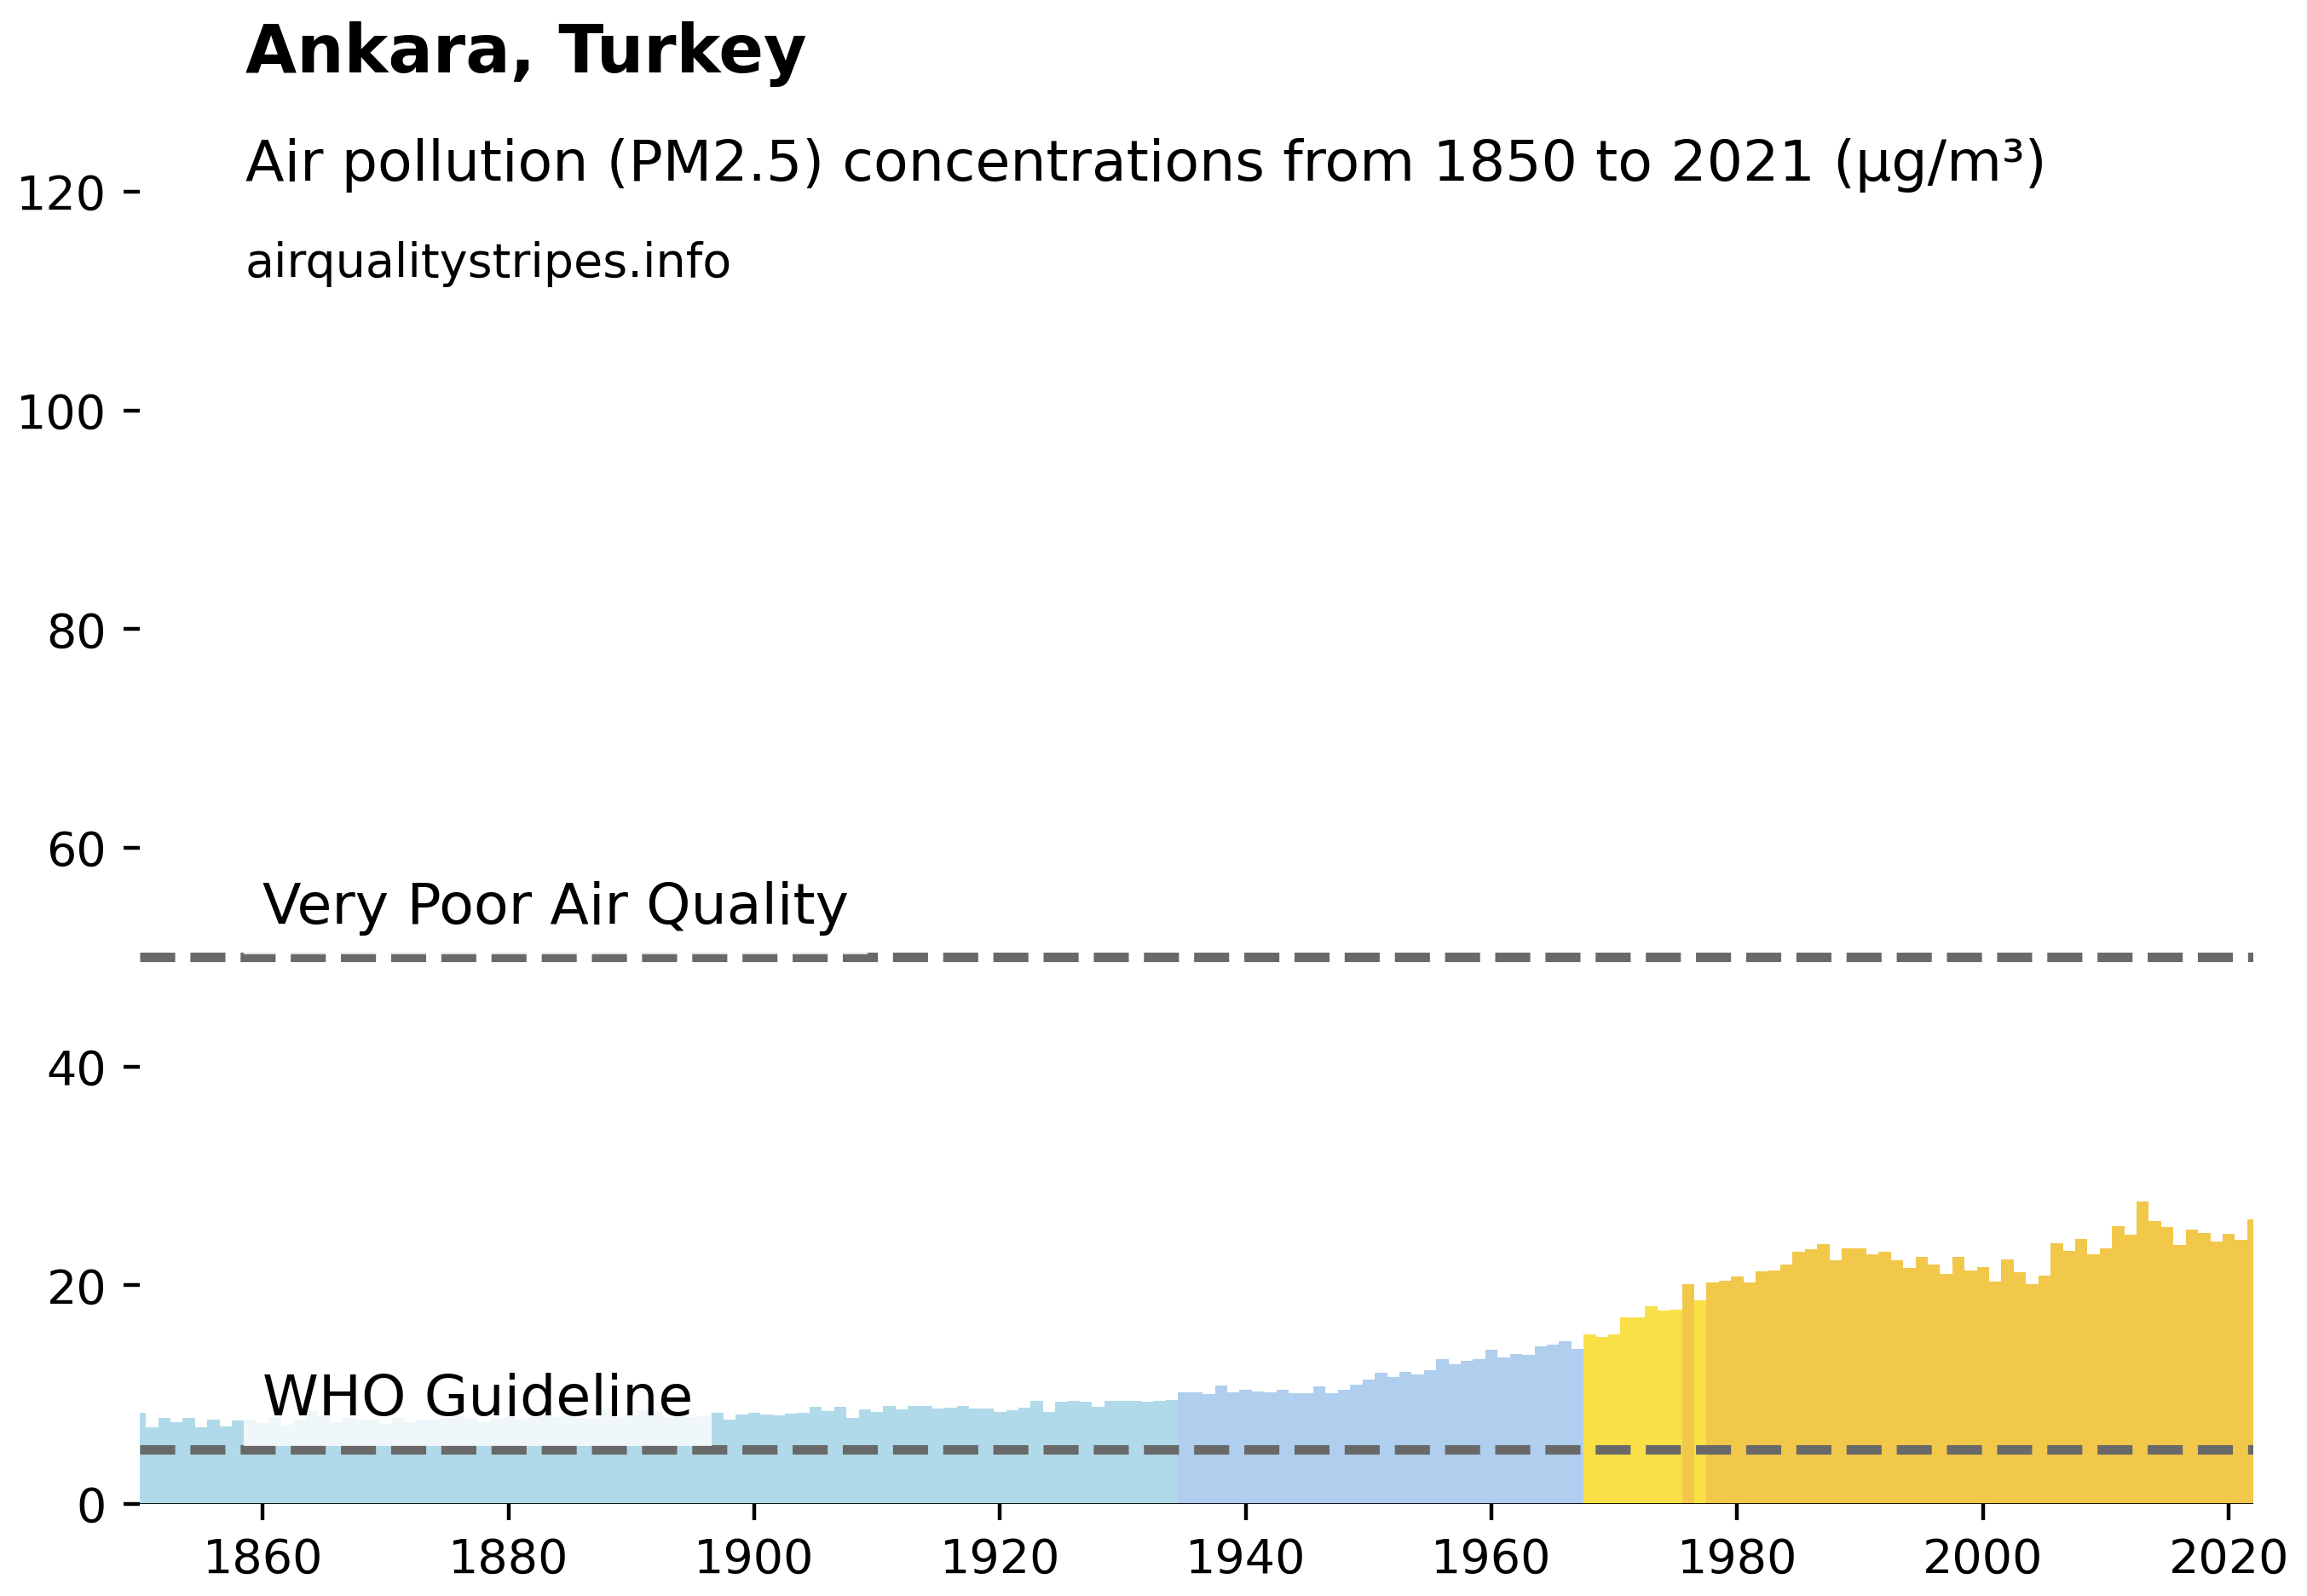 Ankara, Turkey
Air pollution (PM2.5) concentrations from 1850 to 2021 (µg/m³)
120
airqualitystripes.info
100
80
60
Very Poor Air Quality
40
20
WHO Guideline
0
1860 1880 1900 1920 1940 1960 1980 2000 2020